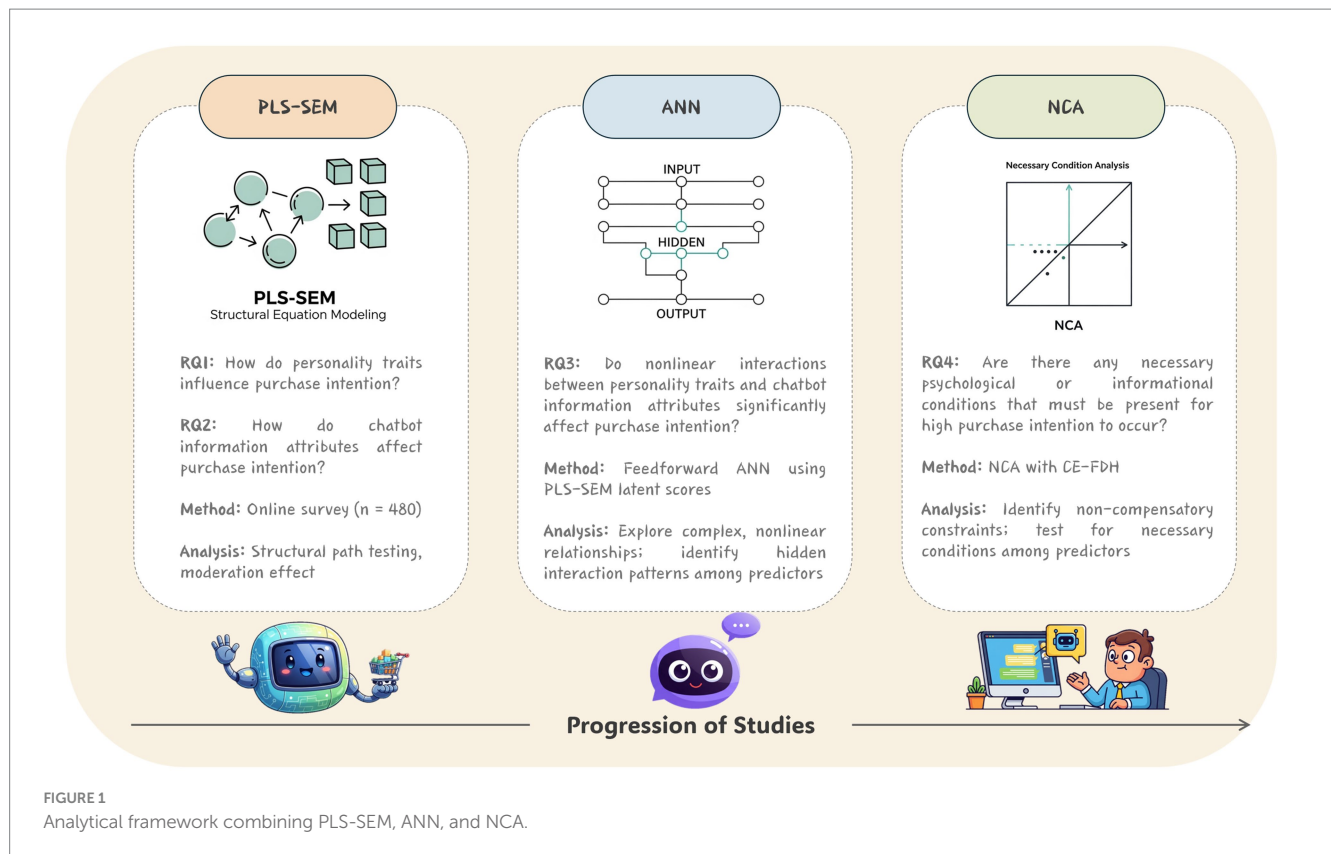 PLS-SEM
PLS-SEM
Structural Equation Modeling
RQ1: How do personality traits
influence purchase intention?
RQ2: How do chatbot
information attributes affect
purchase intention?
Method: Online survey (n = 480)
Analysis: Structural path testing,
moderation effect
ANN
INPUT
HIDDEN
OUTPUT
RQ3: Do nonlinear interactions
between personality traits and chatbot
information attributes significantly
affect purchase intention?
Method: Feedforward ANN using
PLS-SEM latent scores
Analysis: Explore complex, nonlinear
relationships; identify hidden
interaction patterns among predictors
NCA
Necessary Condition Analysis
NCA
RQ4: Are there any necessary
psychological or informational
conditions that must be present for
high purchase intention to occur?
Method: NCA with CE-FDH
Analysis: Identify non-compensatory
constraints; test for necessary
conditions among predictors
Progression of Studies
FIGURE 1
Analytical framework combining PLS-SEM, ANN, and NCA.